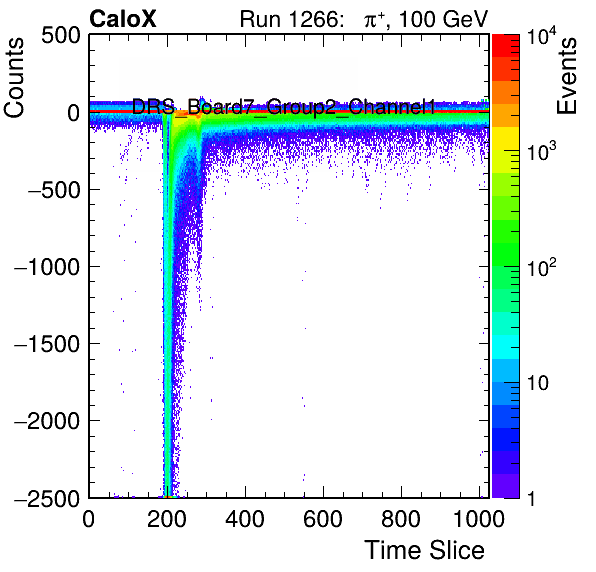 CaloX Run 1266: π⁺, 100 GeV
Counts
Events
500
0
−500
−1000
−1500
−2000
−2500
DRS_Board7_Group2_Channel1
0 200 400 600 800 1000
Time Slice
10⁴
10³
10²
10
1